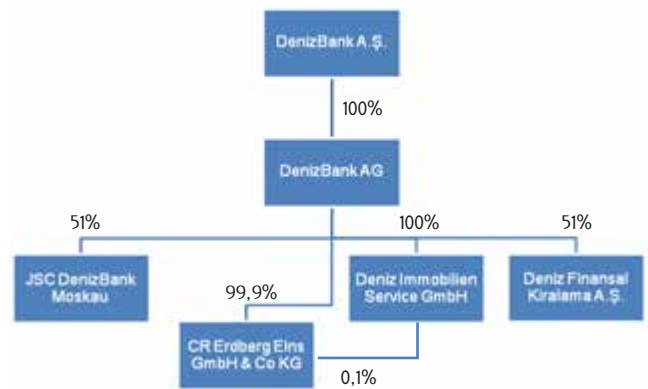 DenizBank A.Ş.
100%
DenizBank AG
51%
100%
51%
JSC DenizBank
Moskau
Deniz Immobilien
Service GmbH
Deniz Finansal
Kiralama A.Ş.
99,9%
CR Erdberg Eins
GmbH & Co KG
0,1%